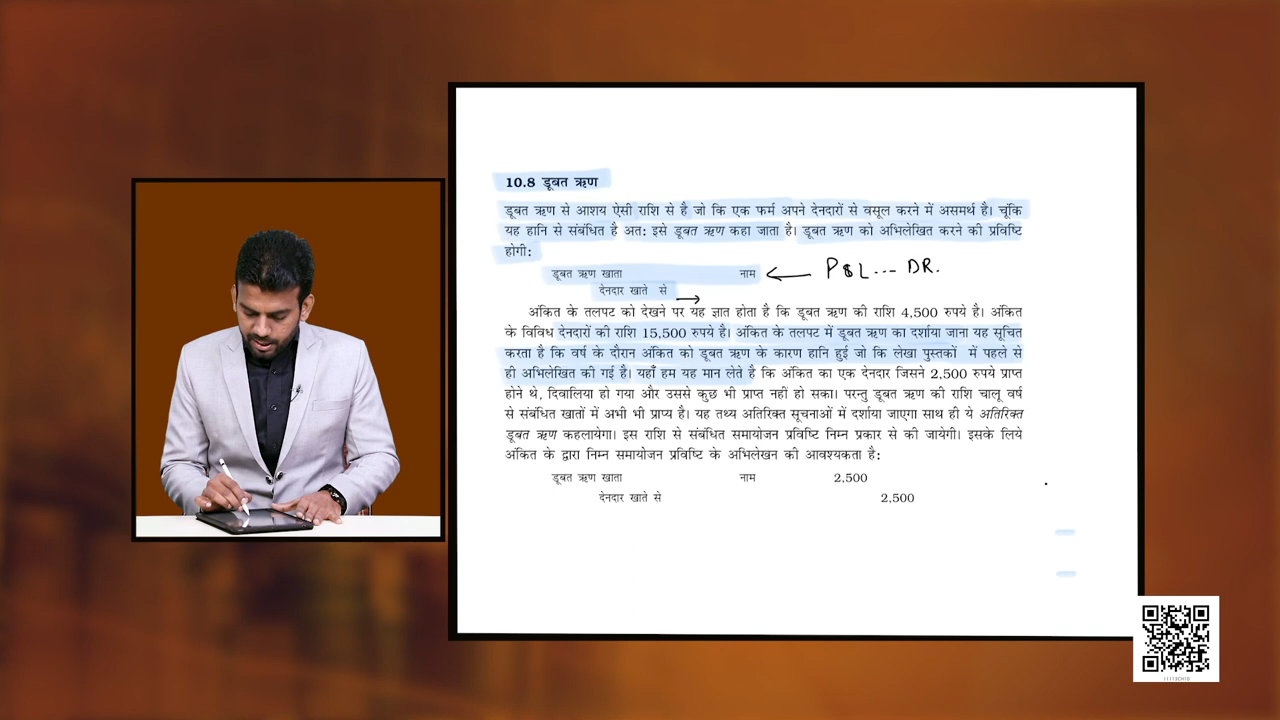 10.8 डूबत ऋण
डूबत ऋण से आशय ऐसी राशि से है जो कि एक फर्म अपने देनदारों से वसूल करने में असमर्थ है। चूंकि
यह हानि से संबंधित है अत: इसे डूबत ऋण कहा जाता है। डूबत ऋण को अभिलेखित करने की प्रविष्टि
होगी:
डूबत ऋण खाता नाम ← P&L... DR.
देनदार खाते से →
अंकित के तलपट को देखने पर यह ज्ञात होता है कि डूबत ऋण की राशि 4,500 रुपये है। अंकित
के विविध देनदारों की राशि 15,500 रुपये है। अंकित के तलपट में डूबत ऋण का दर्शाया जाना यह सूचित
करता है कि वर्ष के दौरान अंकित को डूबत ऋण के कारण हानि हुई जो कि लेखा पुस्तकों में पहले से
ही अभिलेखित की गई है। यहाँ हम यह मान लेते है कि अंकित का एक देनदार जिसने 2,500 रुपये प्राप्त
होने थे, दिवालिया हो गया और उससे कुछ भी प्राप्त नहीं हो सका। परन्तु डूबत ऋण की राशि चालू वर्ष
से संबंधित खातों में अभी भी प्राप्य है। यह तथ्य अतिरिक्त सूचनाओं में दर्शाया जाएगा साथ ही ये अतिरिक्त
डूबत ऋण कहलायेगा। इस राशि से संबंधित समायोजन प्रविष्टि निम्न प्रकार से की जायेगी। इसके लिये
अंकित के द्वारा निम्न समायोजन प्रविष्टि के अभिलेखन की आवश्यकता है:
डूबत ऋण खाता नाम 2.500
देनदार खाते से 2.500